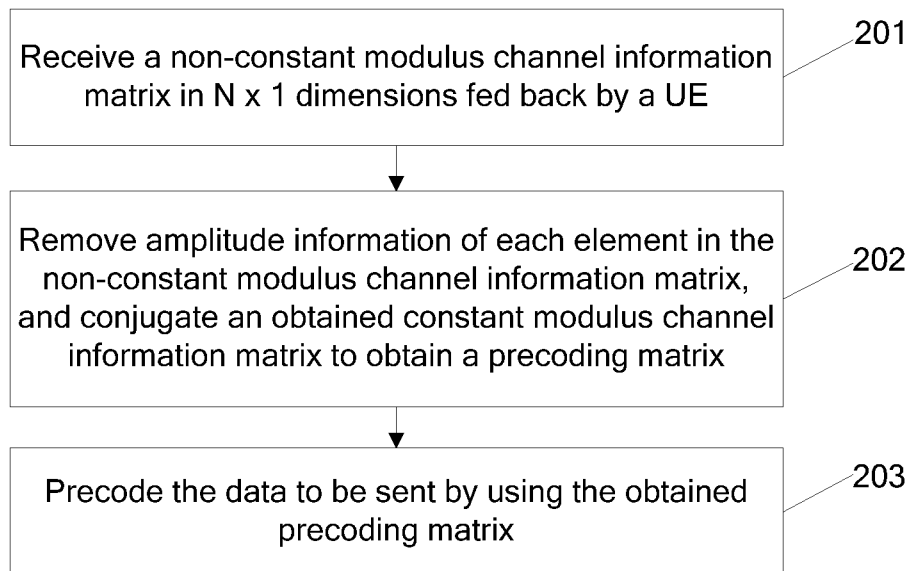 201
Receive a non-constant modulus channel information
matrix in N x 1 dimensions fed back by a UE
Remove amplitude information of each element in the
non-constant modulus channel information matrix,
and conjugate an obtained constant modulus channel
information matrix to obtain a precoding matrix
202
Precode the data to be sent by using the obtained
precoding matrix
203